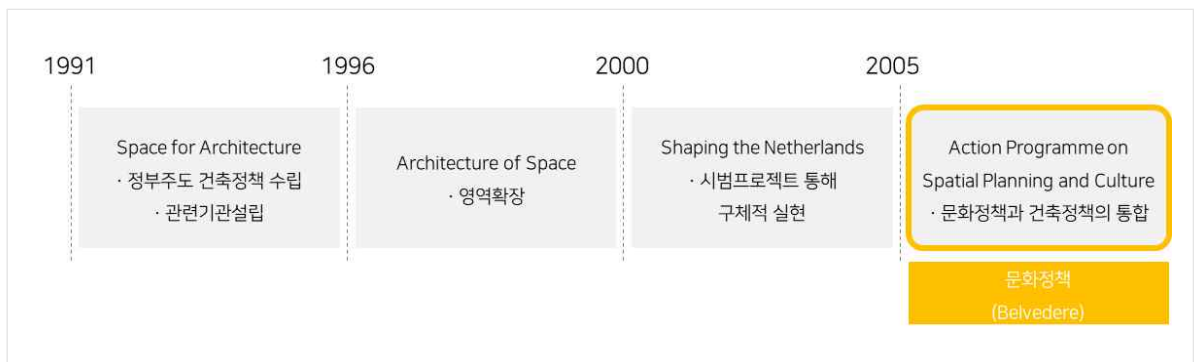 1991
1996
2000
2005
Space for Architecture
· 정부주도 건축정책 수립
· 관련기관설립
Architecture of Space
· 영역확장
Shaping the Netherlands
· 시범프로젝트 통해
구체적 실현
Action Programme on
Spatial Planning and Culture
· 문화정책과 건축정책의 통합
문화정책
(Belvedere)